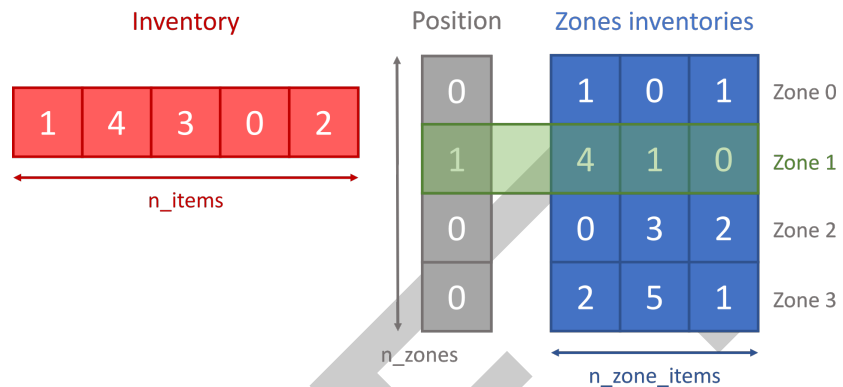 Inventory
1 4 3 0 2
n_items
Position
0
1
0
0
n_zones
Zones inventories
1 0 1 Zone 0
4 1 0 Zone 1
0 3 2 Zone 2
2 5 1 Zone 3
n_zone_items